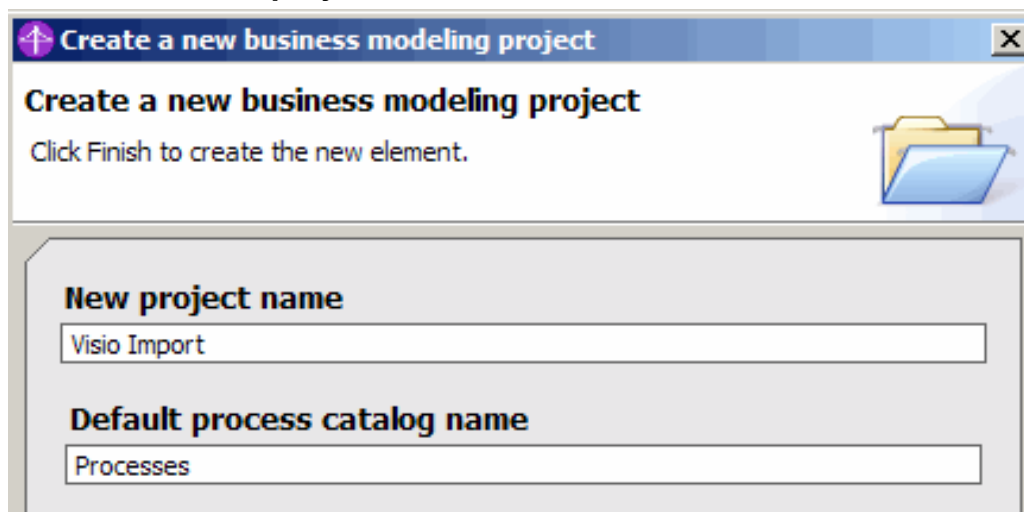 Create a new business modeling project
Create a new business modeling project
Click Finish to create the new element.
New project name
Visio Import
Default process catalog name
Processes